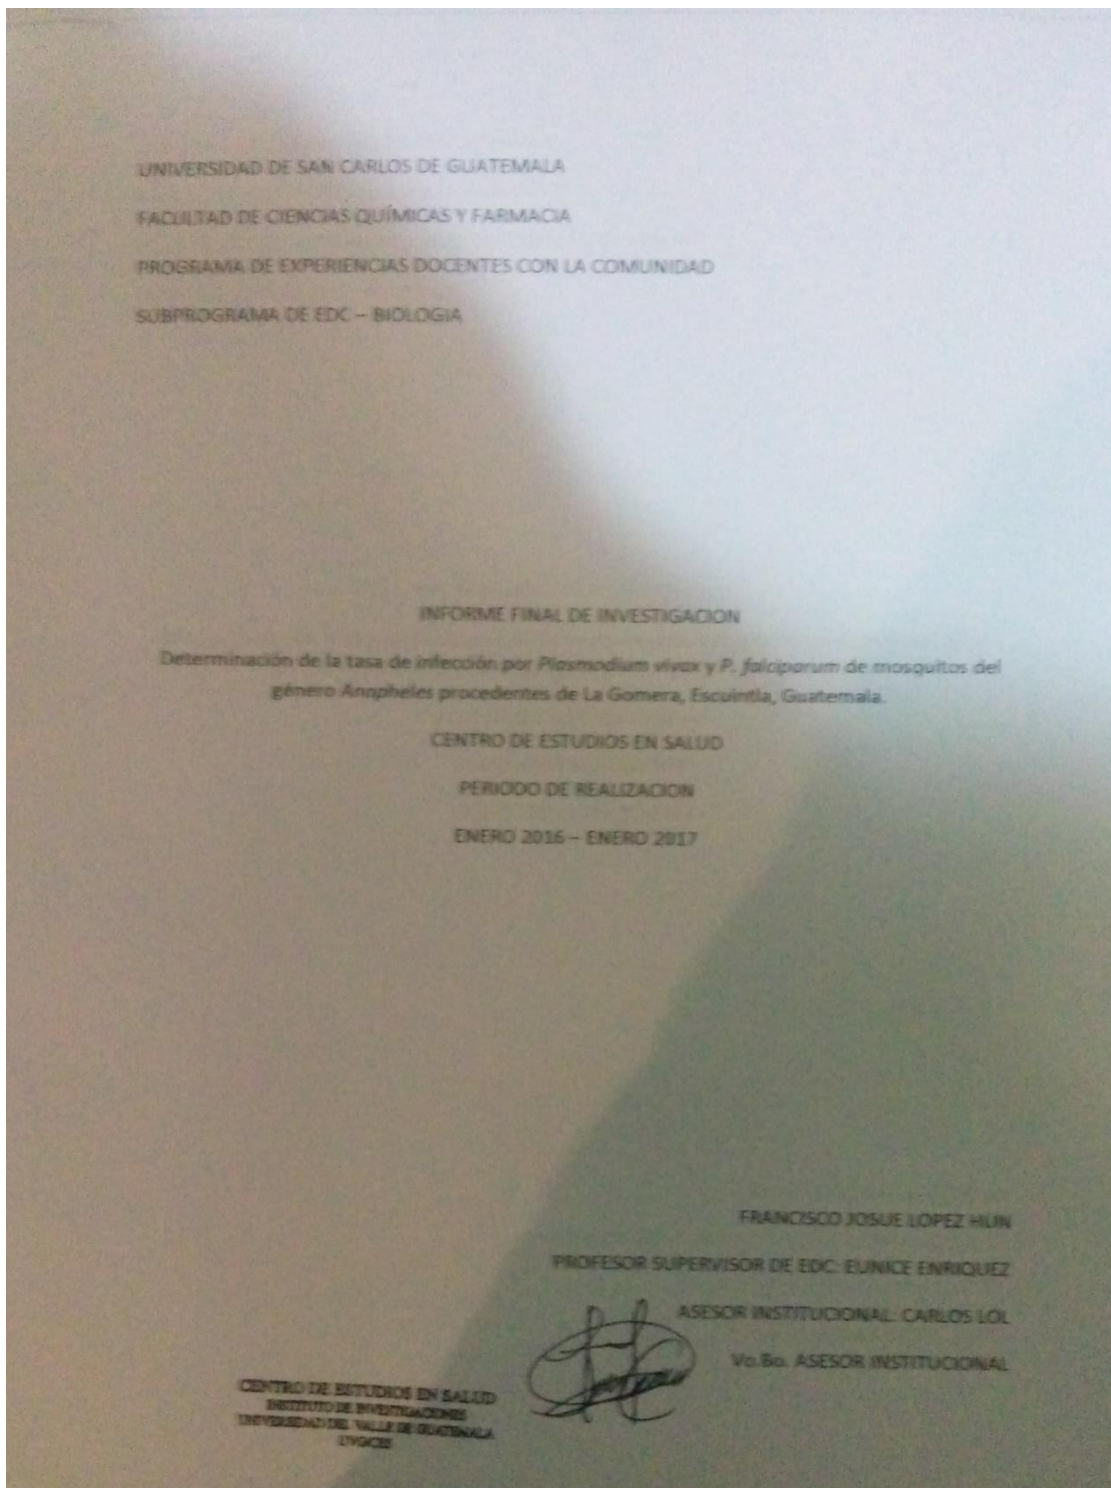 UNIVERSIDAD DE SAN CARLOS DE GUATEMALA
FACULTAD DE CIENCIAS QUÍMICAS Y FARMACIA
PROGRAMA DE EXPERIENCIAS DOCENTES CON LA COMUNIDAD
SUBPROGRAMA DE EDC – BIOLOGIA
INFORME FINAL DE INVESTIGACION
Determinación de la tasa de infección por Plasmodium vivax y P. falciparum de mosquitos del
género Anopheles procedentes de La Gomera, Escuintla, Guatemala.
CENTRO DE ESTUDIOS EN SALUD
PERIODO DE REALIZACION
ENERO 2016 – ENERO 2017
FRANCISCO JOSUE LOPEZ HUN
PROFESOR SUPERVISOR DE EDC: EUNICE ENRIQUEZ
ASESOR INSTITUCIONAL: CARLOS LOL
Vo.Bo. ASESOR INSTITUCIONAL
CENTRO DE ESTUDIOS EN SALUD
INSTITUTO DE INVESTIGACIONES
UNIVERSIDAD DEL VALLE DE GUATEMALA